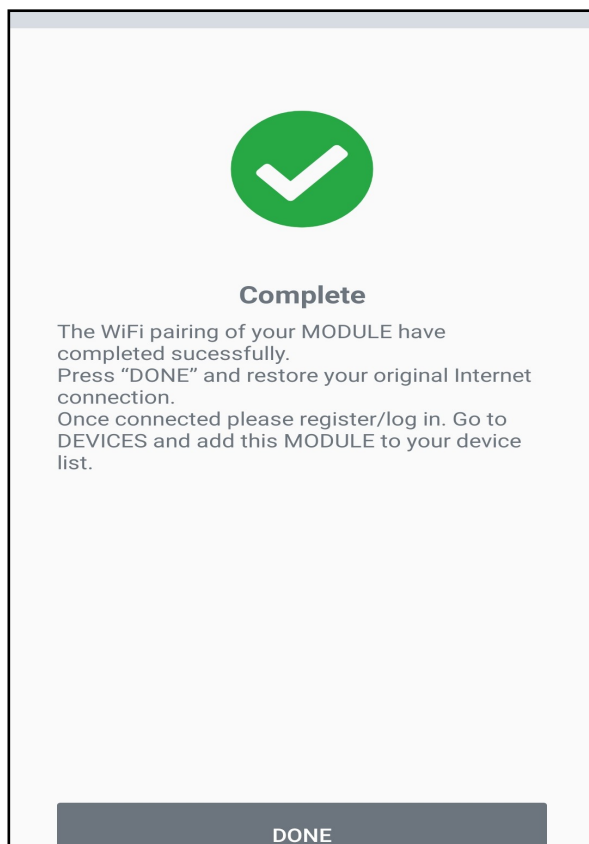 Complete
The WiFi pairing of your MODULE have
completed sucessfully.
Press “DONE” and restore your original Internet
connection.
Once connected please register/log in. Go to
DEVICES and add this MODULE to your device
list.
DONE